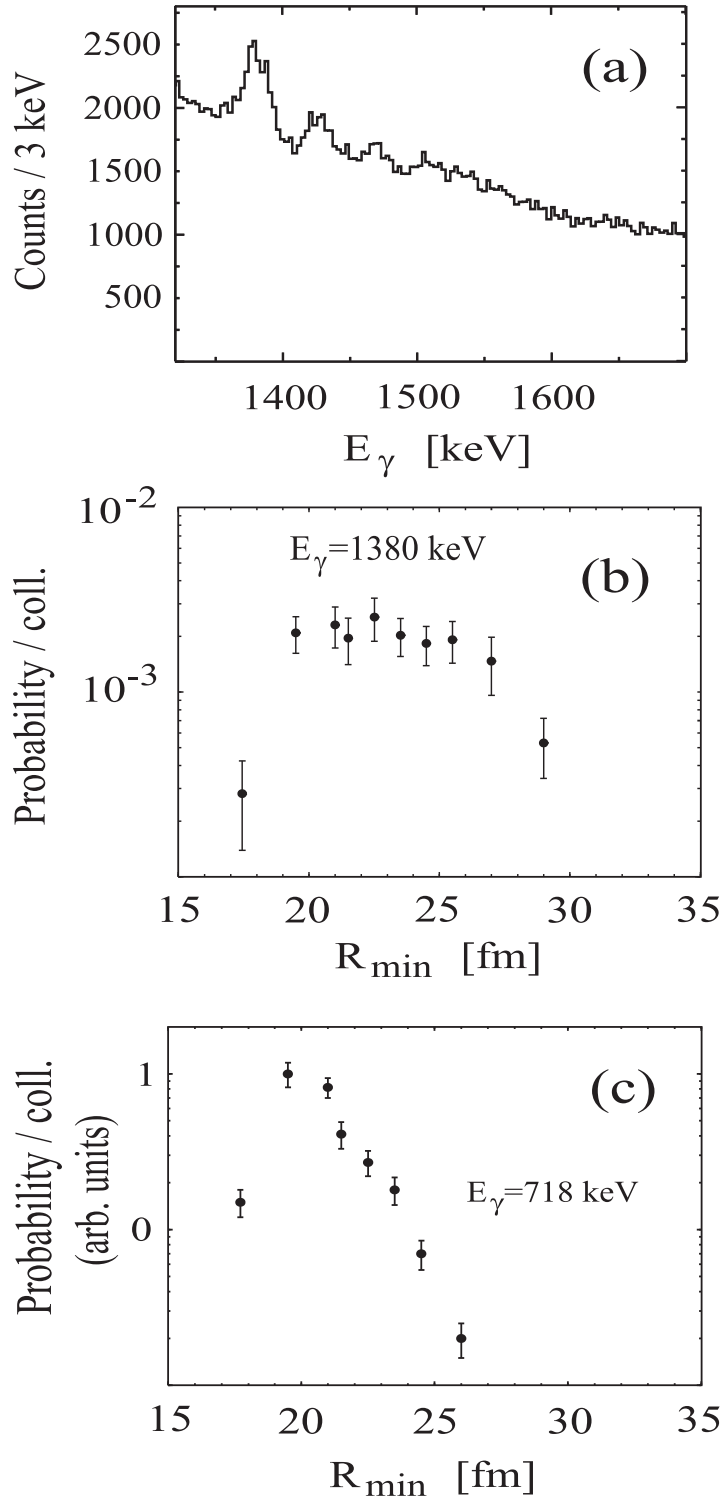 (a)
2500
2000
1500
1000
500
Counts / 3 keV
1400 1500 1600
E_γ [keV]
(b)
E_γ=1380 keV
10^-2
10^-3
Probability / coll.
15 20 25 30 35
R_min [fm]
(c)
E_γ=718 keV
1
0
Probability / coll.
(arb. units)
15 20 25 30 35
R_min [fm]